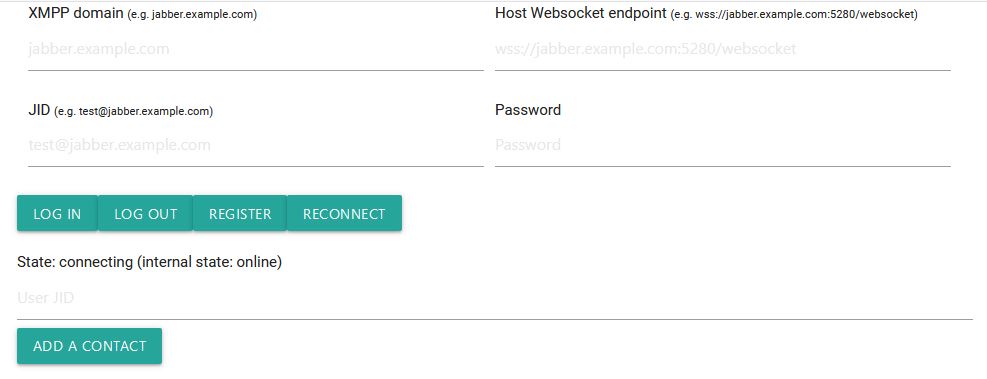 XMPP domain (e.g. jabber.example.com) Host Websocket endpoint (e.g. wss://jabber.example.com:5280/websocket)
jabber.example.com wss://jabber.example.com:5280/websocket
JID (e.g. test@jabber.example.com) Password
test@jabber.example.com Password
LOG IN LOG OUT REGISTER RECONNECT
State: connecting (internal state: online)
User JID
ADD A CONTACT